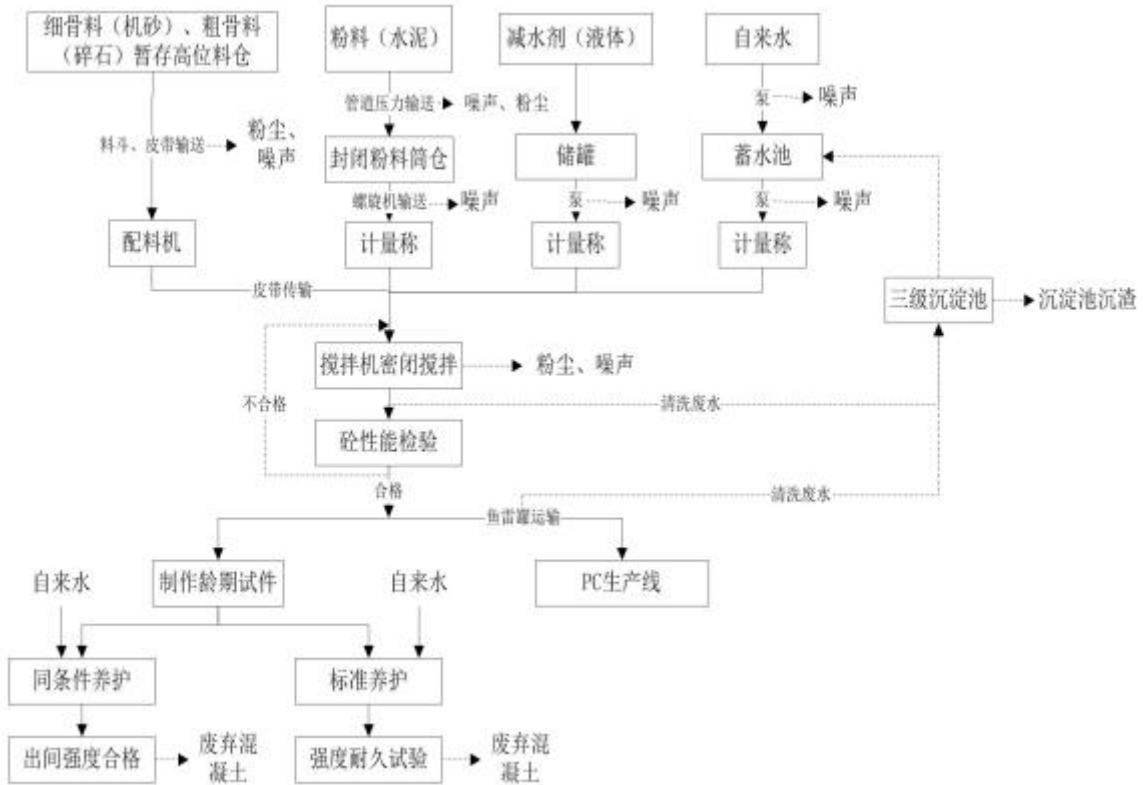 细骨料（机砂）、粗骨料
（碎石）暂存高位料仓
粉料（水泥）
减水剂（液体）
自来水
管道压力输送
噪声、粉尘
泵
噪声
料斗、皮带输送
粉尘、
噪声
封闭粉料筒仓
储罐
蓄水池
螺旋机输送
噪声
泵
噪声
泵
噪声
配料机
计量称
计量称
计量称
皮带传输
三级沉淀池
沉淀池沉渣
搅拌机密闭搅拌
粉尘、噪声
不合格
清洗废水
砼性能检验
合格
清洗废水
鱼雷罐运输
自来水
制作龄期试件
自来水
PC生产线
同条件养护
标准养护
出间强度合格
废弃混
凝土
强度耐久试验
废弃混
凝土